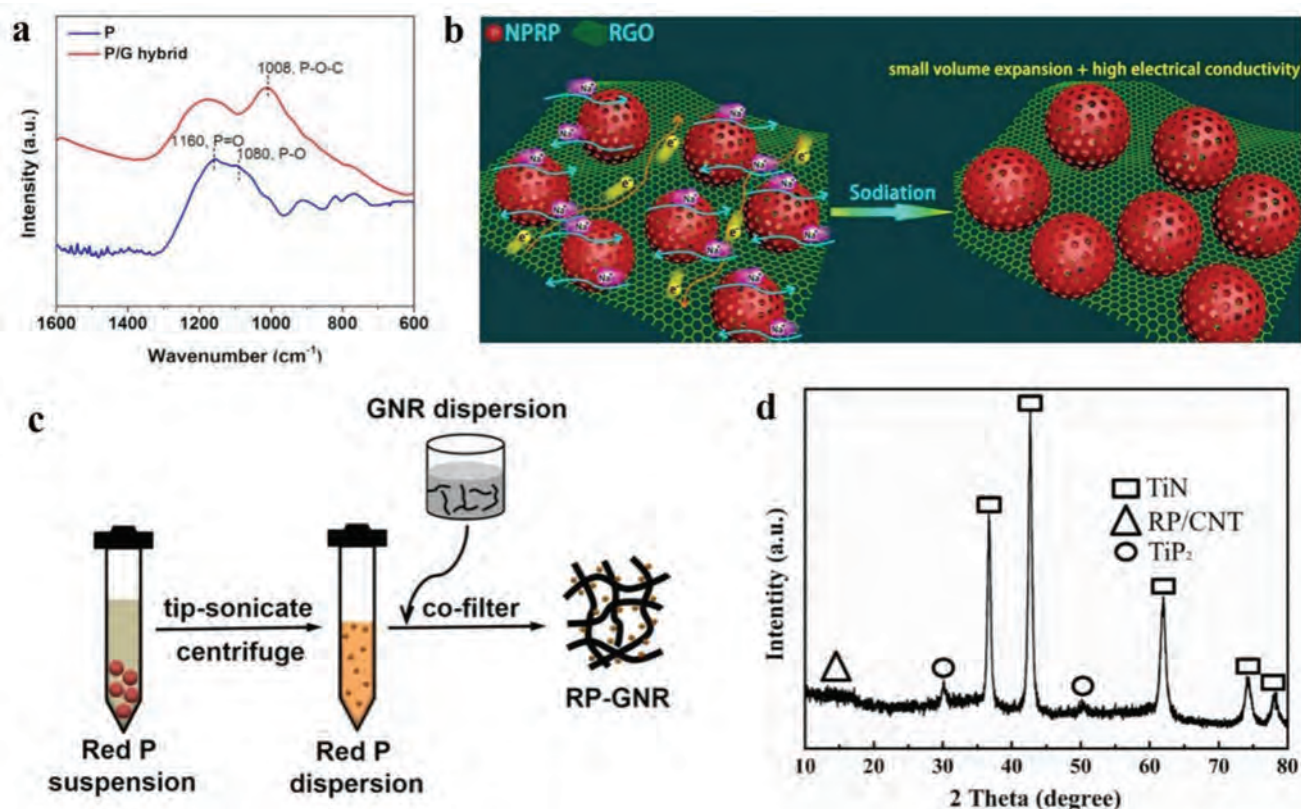 a
P
P/G hybrid
1008, P-O-C
1160, P=O
1080, P-O
Intensity (a.u.)
1600 1400 1200 1000 800 600
Wavenumber (cm⁻¹)
b
NPRP RGO
small volume expansion + high electrical conductivity
Na⁺
e⁻
Sodiation
c
GNR dispersion
tip-sonicate
centrifuge
co-filter
RP-GNR
Red P
suspension
Red P
dispersion
d
TiN
RP/CNT
TiP₂
Intentity (a.u.)
10 20 30 40 50 60 70 80
2 Theta (degree)